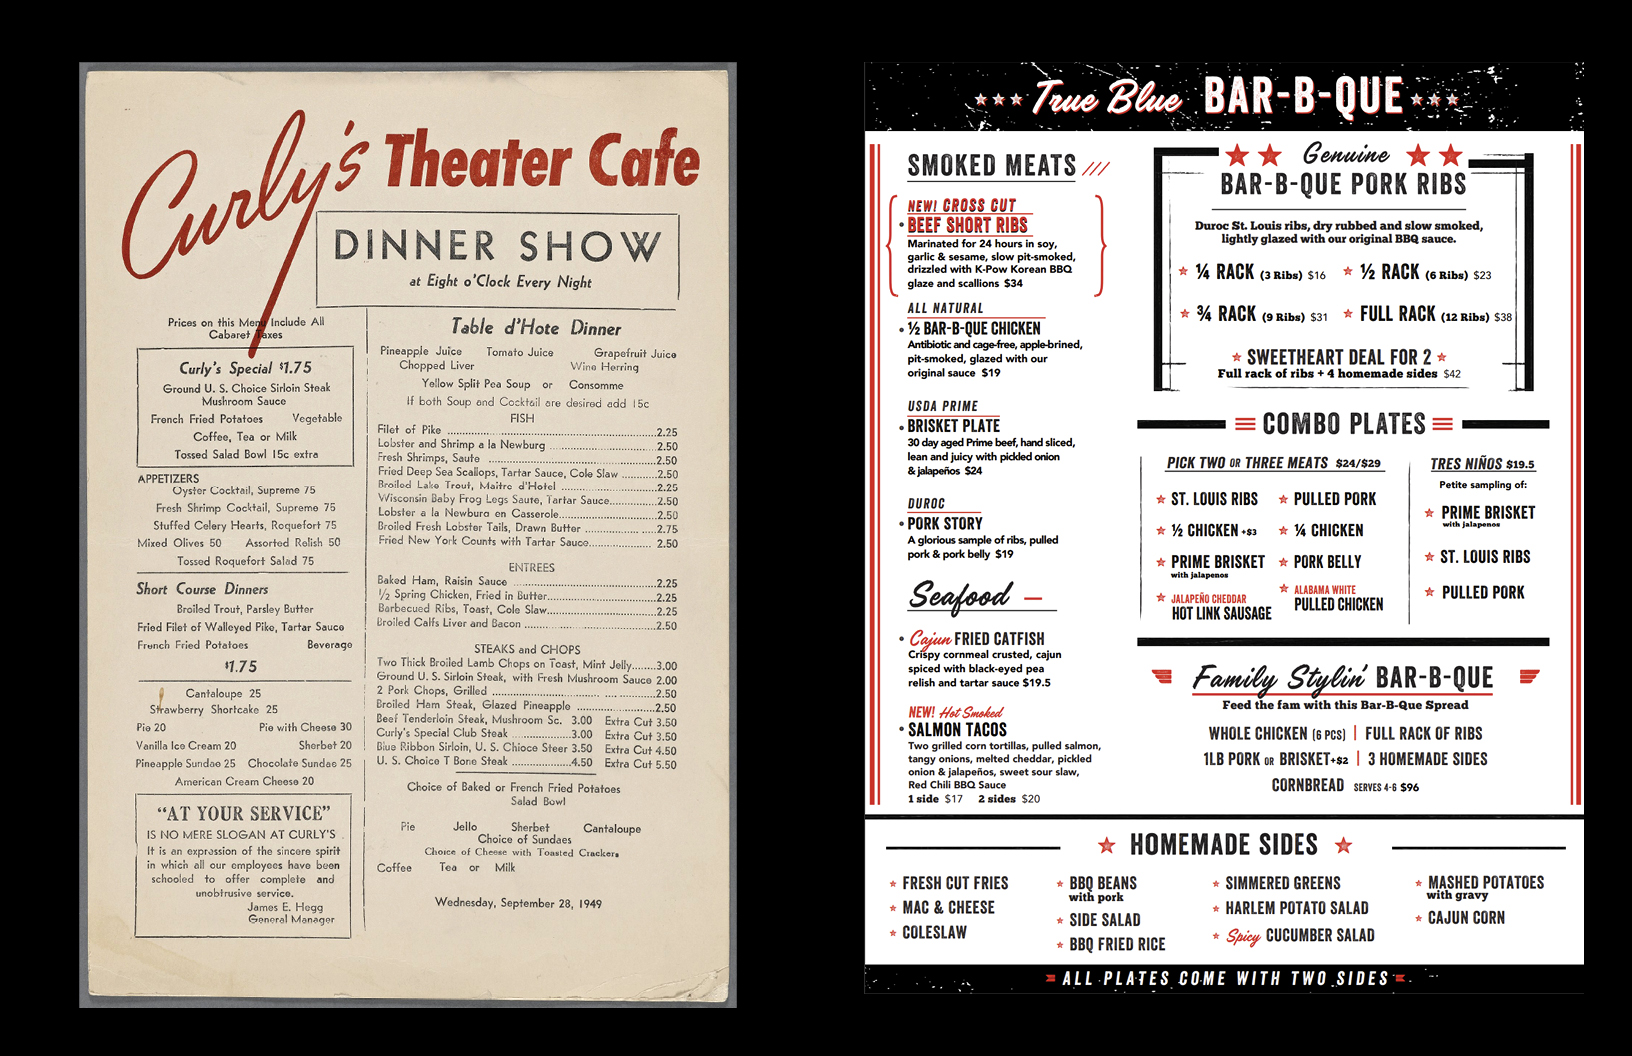 Curly's Theater Cafe
DINNER SHOW
at Eight o'Clock Every Night
Prices on this Menu Include All
Cabaret Taxes
Curly's Special $1.75
Ground U. S. Choice Sirloin Steak
Mushroom Sauce
French Fried Potatoes Vegetable
Coffee, Tea or Milk
Tossed Salad Bowl 15c extra
APPETIZERS
Oyster Cocktail, Supreme 75
Fresh Shrimp Cocktail, Supreme 75
Stuffed Celery Hearts, Roquefort 75
Mixed Olives 50 Assorted Relish 50
Tossed Roquefort Salad 75
Short Course Dinners
Broiled Trout, Parsley Butter
Fried Filet of Walleyed Pike, Tartar Sauce
French Fried Potatoes Beverage
$1.75
Cantaloupe 25
Strawberry Shortcake 25
Pie 20 Pie with Cheese 30
Vanilla Ice Cream 20 Sherbet 20
Pineapple Sundae 25 Chocolate Sundae 25
American Cream Cheese 20
"AT YOUR SERVICE"
IS NO MERE SLOGAN AT CURLY'S .
It is an exprassion of the sincere spirit
in which all our employees have been
schooled to offer complete and
unobtrusive service.
James E. Hegg
General Manager
Table d'Hote Dinner
Pineapple Juice Tomato Juice Grapefruit Juice
Chopped Liver Wine Herring
Yellow Split Pea Soup or Consomme
If both Soup and Cocktail are desired add 15c
FISH
Filet of Pike 2.25
Lobster and Shrimp a la Newburg 2.50
Fresh Shrimps, Saute 2.50
Fried Deep Sea Scallops, Tartar Sauce, Cole Slaw 2.50
Broiled Lake Trout, Maitre d'Hotel 2.25
Wisconsin Baby Frog Legs Saute, Tartar Sauce 2.50
Lobster a la Newburg en Casserole 2.50
Broiled Fresh Lobster Tails, Drawn Butter 2.75
Fried New York Counts with Tartar Sauce 2.50
ENTREES
Baked Ham, Raisin Sauce 2.25
1/2 Spring Chicken, Fried in Butter 2.25
Barbecued Ribs, Toast, Cole Slaw 2.25
Broiled Calfs Liver and Bacon 2.50
STEAKS and CHOPS
Two Thick Broiled Lamb Chops on Toast, Mint Jelly 3.00
Ground U. S. Sirloin Steak, with Fresh Mushroom Sauce 2.00
2 Pork Chops, Grilled 2.50
Broiled Ham Steak, Glazed Pineapple 2.50
Beef Tenderloin Steak, Mushroom Sc. 3.00 Extra Cut 3.50
Curly's Special Club Steak 3.00 Extra Cut 3.50
Blue Ribbon Sirloin, U. S. Chioce Steer 3.50 Extra Cut 4.50
U. S. Choice T Bone Steak 4.50 Extra Cut 5.50
Choice of Baked or French Fried Potatoes
Salad Bowl
Pie Jello Sherbet Cantaloupe
Choice of Sundaes
Choice of Cheese with Toasted Crackers
Coffee Tea or Milk
Wednesday, September 28, 1949
True Blue BAR-B-QUE
SMOKED MEATS
NEW! CROSS CUT
BEEF SHORT RIBS
Marinated for 24 hours in soy,
garlic & sesame, slow pit-smoked,
drizzled with K-Pow Korean BBQ
glaze and scallions $34
ALL NATURAL
½ BAR-B-QUE CHICKEN
Antibiotic and cage-free, apple-brined,
pit-smoked, glazed with our
original sauce $19
USDA PRIME
BRISKET PLATE
30 day aged Prime beef, hand sliced,
lean and juicy with pickled onion
& jalapeños $24
DUROC
PORK STORY
A glorious sample of ribs, pulled
pork & pork belly $19
Seafood
Cajun FRIED CATFISH
Crispy cornmeal crusted, cajun
spiced with black-eyed pea
relish and tartar sauce $19.5
NEW! Hot Smoked
SALMON TACOS
Two grilled corn tortillas, pulled salmon,
tangy onions, melted cheddar, pickled
onion & jalapeños, sweet sour slaw,
Red Chili BBQ Sauce
1 side $17 2 sides $20
Genuine
BAR-B-QUE PORK RIBS
Duroc St. Louis ribs, dry rubbed and slow smoked,
lightly glazed with our original BBQ sauce.
¼ RACK (3 Ribs) $16 ½ RACK (6 Ribs) $23
¾ RACK (9 Ribs) $31 FULL RACK (12 Ribs) $38
SWEETHEART DEAL FOR 2
Full rack of ribs + 4 homemade sides $42
COMBO PLATES
PICK TWO OR THREE MEATS $24/$29
ST. LOUIS RIBS PULLED PORK
½ CHICKEN +$3 ¼ CHICKEN
PRIME BRISKET PORK BELLY
with jalapenos
JALAPEÑO CHEDDAR ALABAMA WHITE
HOT LINK SAUSAGE PULLED CHICKEN
TRES NIÑOS $19.5
Petite sampling of:
PRIME BRISKET
with jalapenos
ST. LOUIS RIBS
PULLED PORK
Family Stylin' BAR-B-QUE
Feed the fam with this Bar-B-Que Spread
WHOLE CHICKEN (6 PCS) | FULL RACK OF RIBS
1LB PORK OR BRISKET+$2 | 3 HOMEMADE SIDES
CORNBREAD SERVES 4-6 $96
HOMEMADE SIDES
FRESH CUT FRIES
MAC & CHEESE
COLESLAW
BBQ BEANS
with pork
SIDE SALAD
BBQ FRIED RICE
SIMMERED GREENS
HARLEM POTATO SALAD
Spicy CUCUMBER SALAD
MASHED POTATOES
with gravy
CAJUN CORN
ALL PLATES COME WITH TWO SIDES